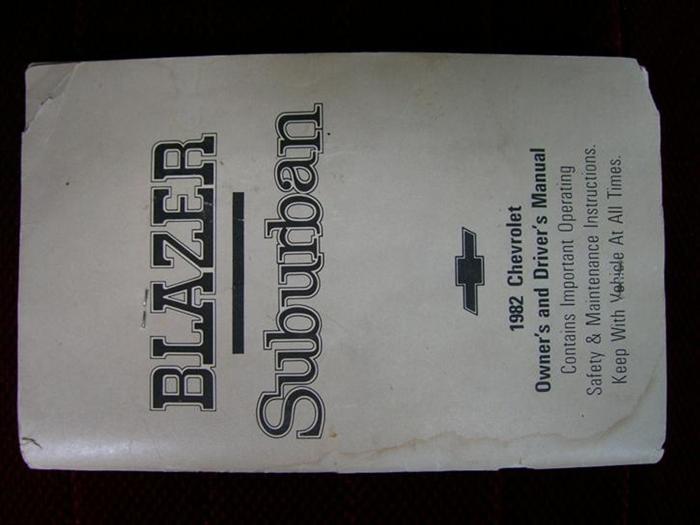 BLAZER
Suburban
1982 Chevrolet
Owner's and Driver's Manual
Contains Important Operating
Safety & Maintenance Instructions.
Keep With Vehicle At All Times.